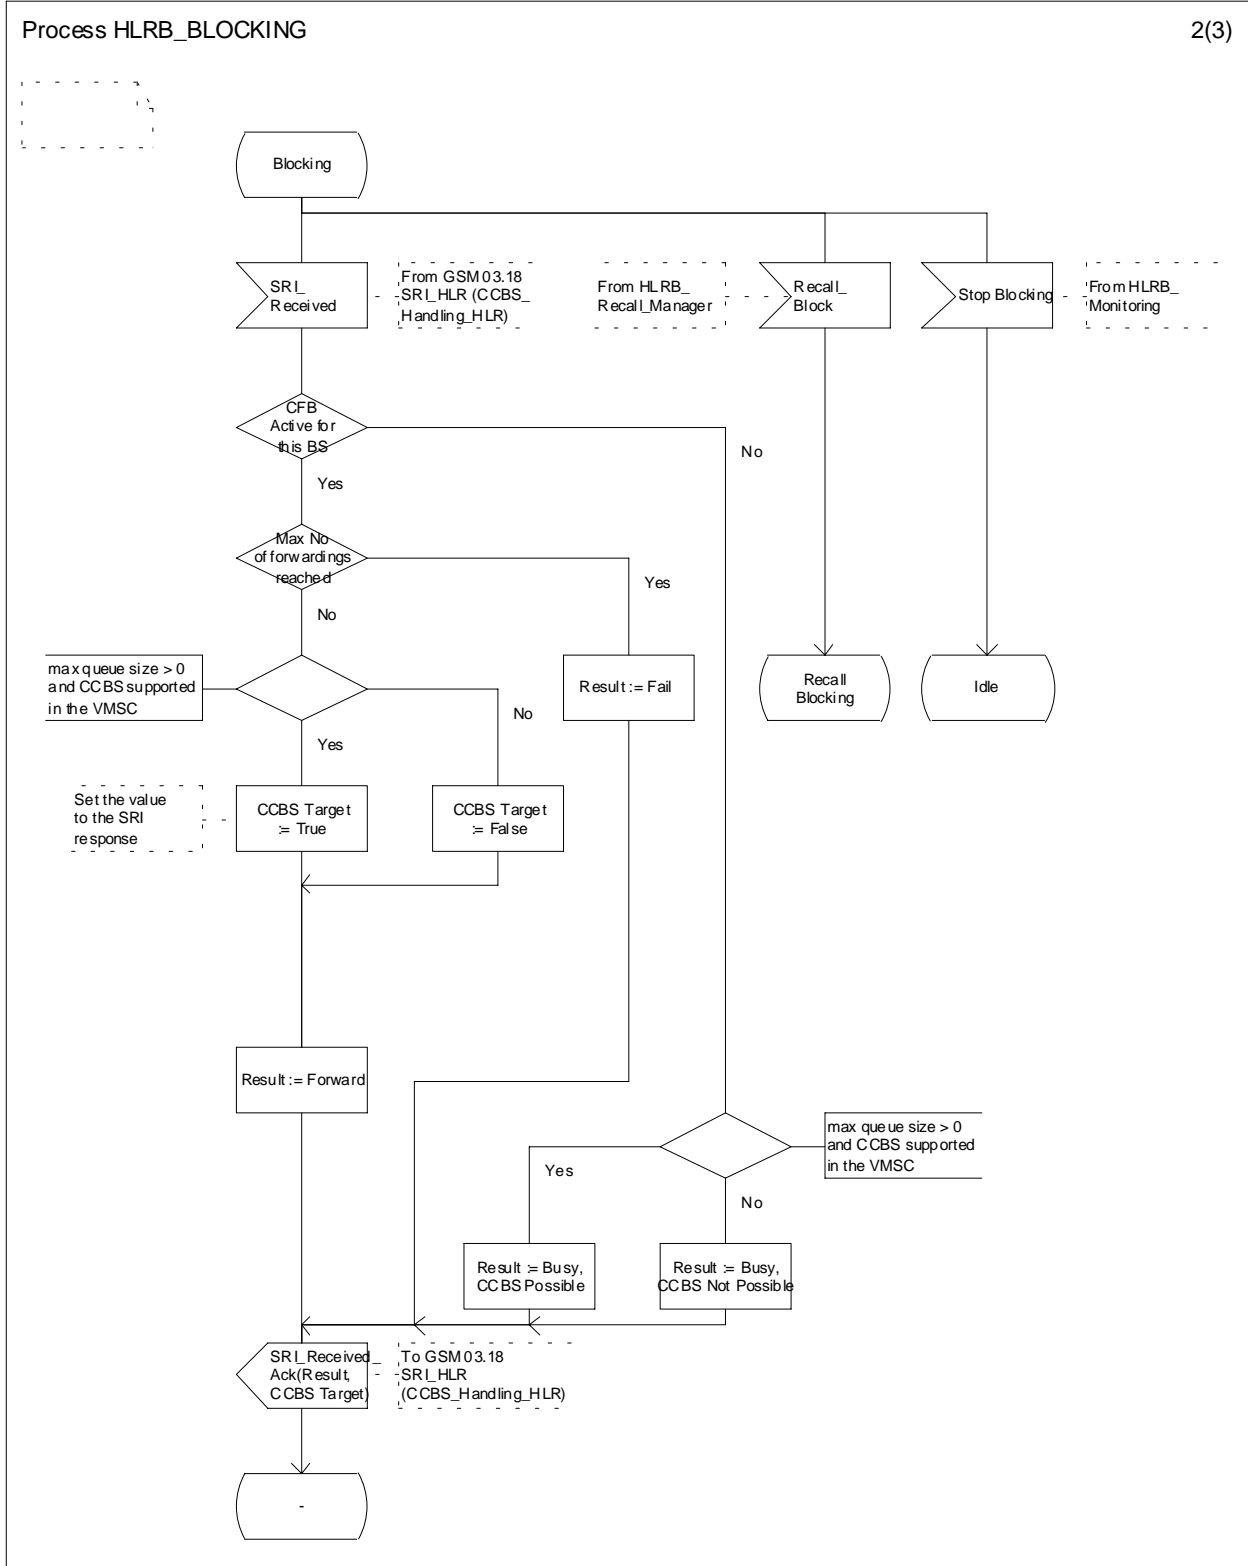 Process HLRB_BLOCKING
2(3)
Blocking
SRI_
Received
From GSM 03.18
SRI_HLR (CCBS_
Handling_HLR)
From HLRB_
Recall_Manager
Recall_
Block
Stop Blocking
From HLRB_
Monitoring
CFB
Active for
this BS
No
Yes
Max No
of forwardings
reached
Yes
No
max queue size > 0
and CCBS supported
in the VMSC
Result := Fail
Recall
Blocking
Idle
No
Yes
Set the value
to the SRI
response
CCBS Target
:= True
CCBS Target
:= False
Result := Forward
max queue size > 0
and CCBS supported
in the VMSC
Yes
No
Result := Busy,
CCBS Possible
Result := Busy,
CCBS Not Possible
SRI_Received_
Ack(Result,
CCBS Target)
To GSM 03.18
SRI_HLR
(CCBS_Handling_HLR)
-